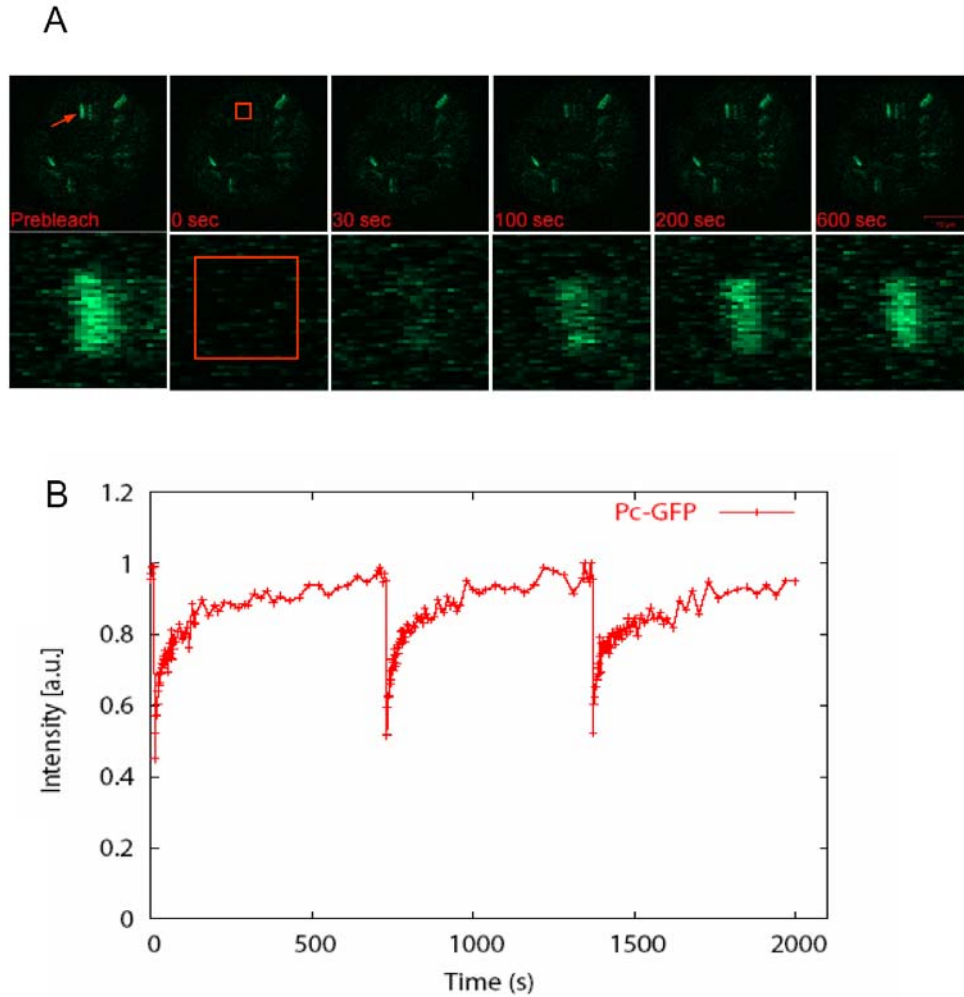 A
Prebleach
0 sec
30 sec
100 sec
200 sec
600 sec
B
Pc-GFP
Intensity [a.u.]
1.2
1
0.8
0.6
0.4
0.2
0
0 500 1000 1500 2000
Time (s)